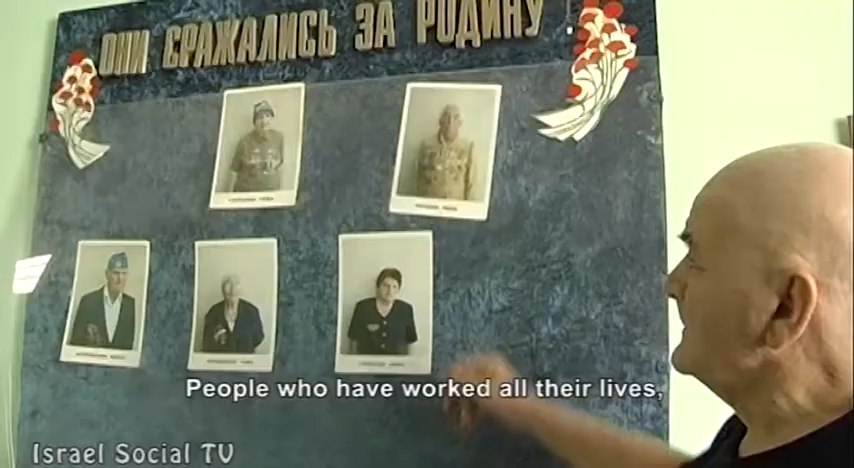 ОНИ СРАЖАЛИСЬ ЗА РОДИНУ
People who have worked all their lives,
Israel Social TV